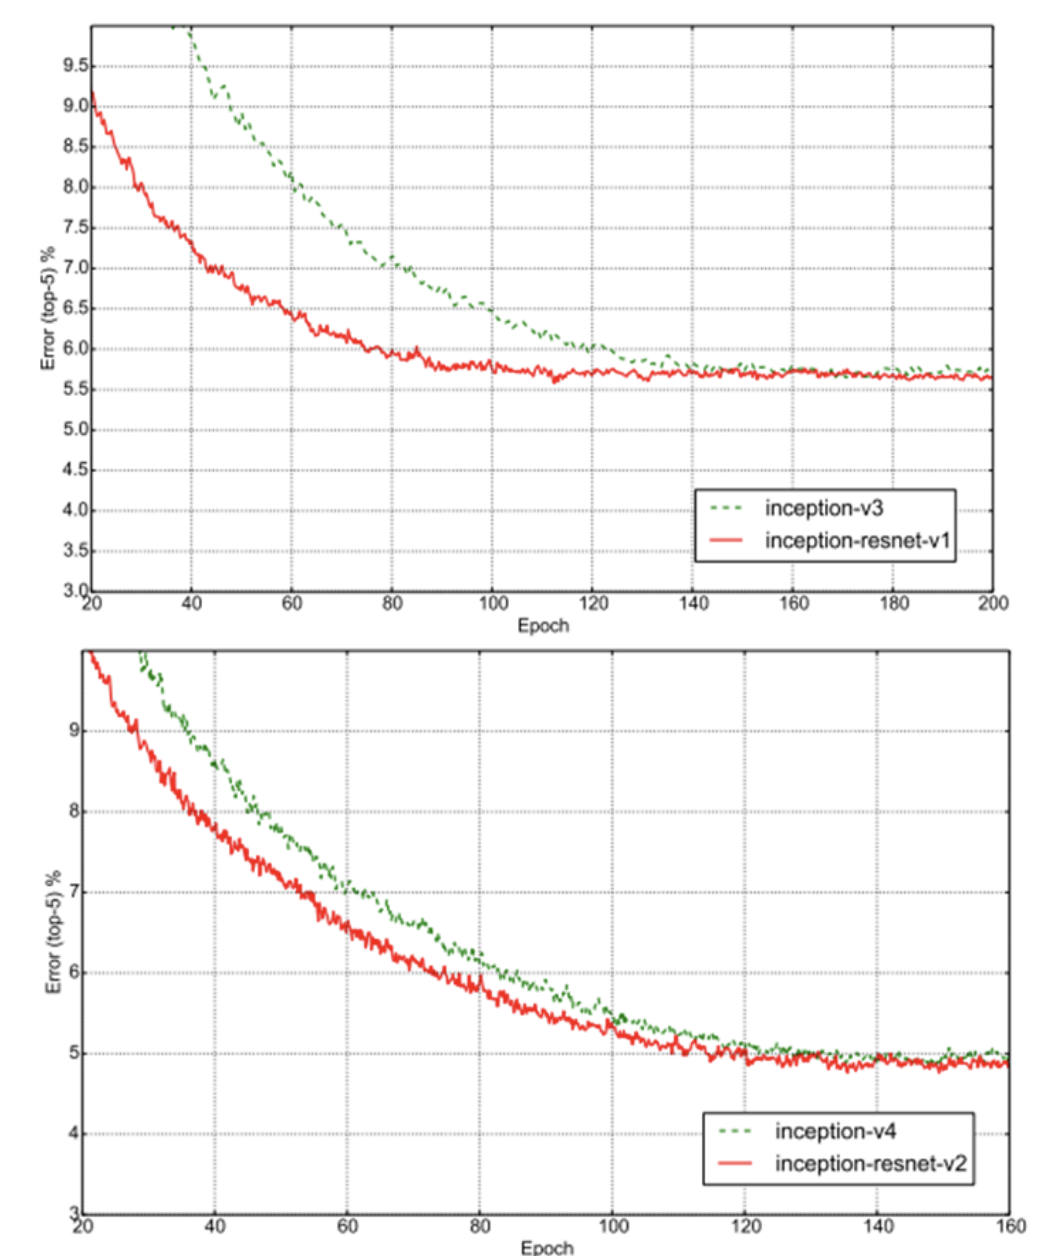 9.5
9.0
8.5
8.0
7.5
7.0
6.5
6.0
5.5
5.0
4.5
4.0
3.5
3.0
Error (top-5) %
inception-v3
inception-resnet-v1
20 40 60 80 100 120 140 160 180 200
Epoch
9
8
7
6
5
4
3
Error (top-5) %
inception-v4
inception-resnet-v2
20 40 60 80 100 120 140 160
Epoch